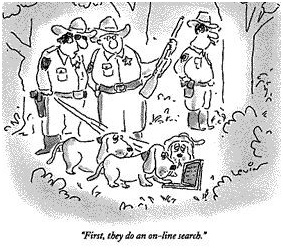 "First, they do an on-line search."